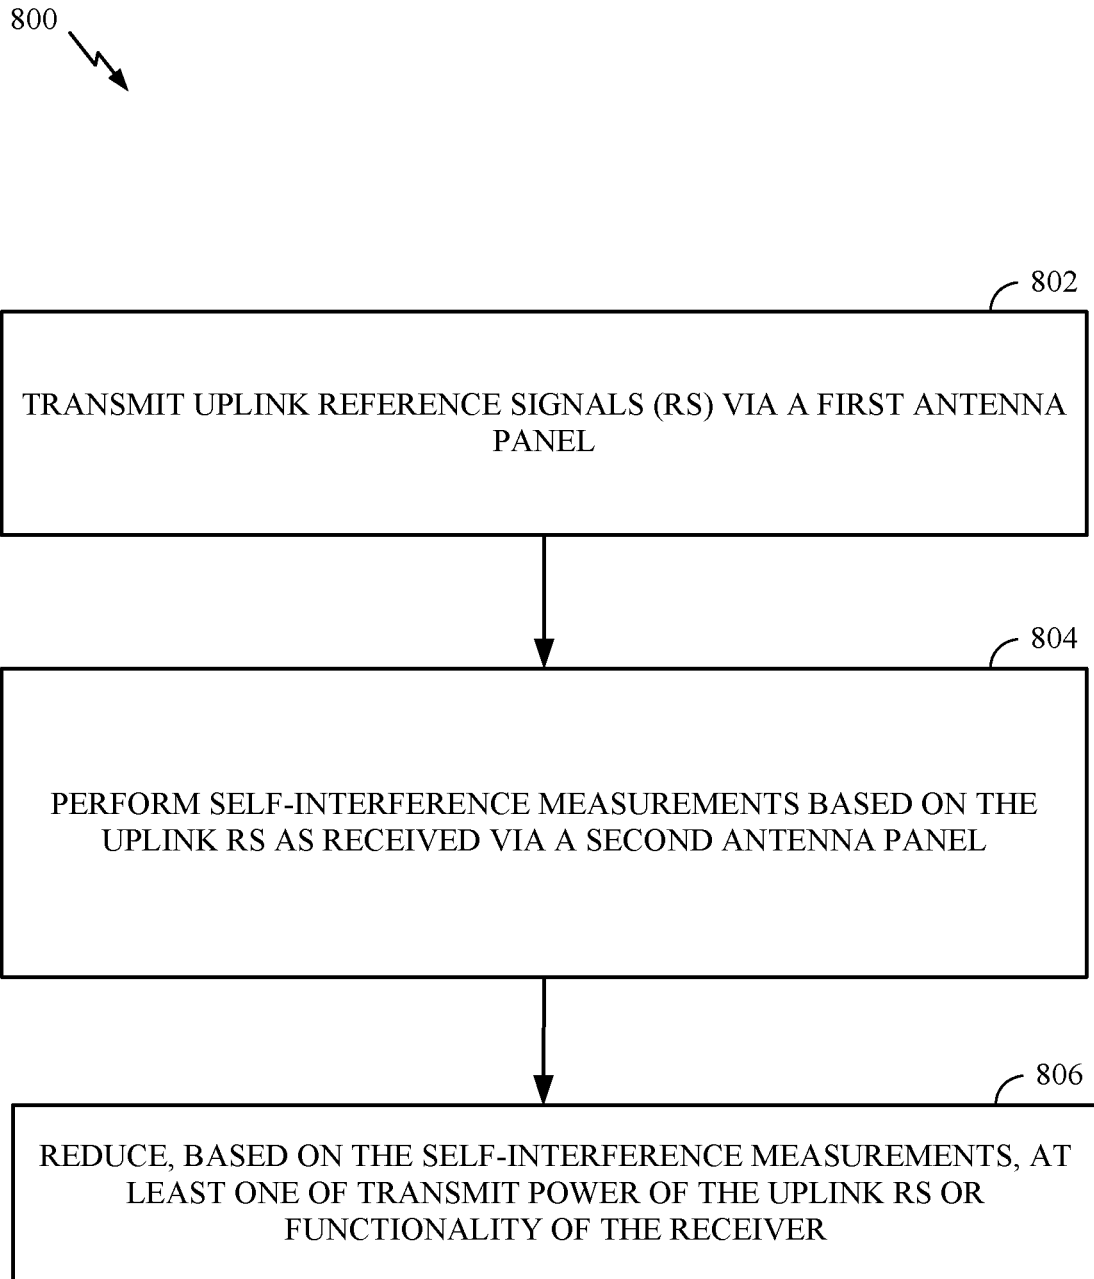 800
802
TRANSMIT UPLINK REFERENCE SIGNALS (RS) VIA A FIRST ANTENNA
PANEL
804
PERFORM SELF-INTERFERENCE MEASUREMENTS BASED ON THE
UPLINK RS AS RECEIVED VIA A SECOND ANTENNA PANEL
806
REDUCE, BASED ON THE SELF-INTERFERENCE MEASUREMENTS, AT
LEAST ONE OF TRANSMIT POWER OF THE UPLINK RS OR
FUNCTIONALITY OF THE RECEIVER